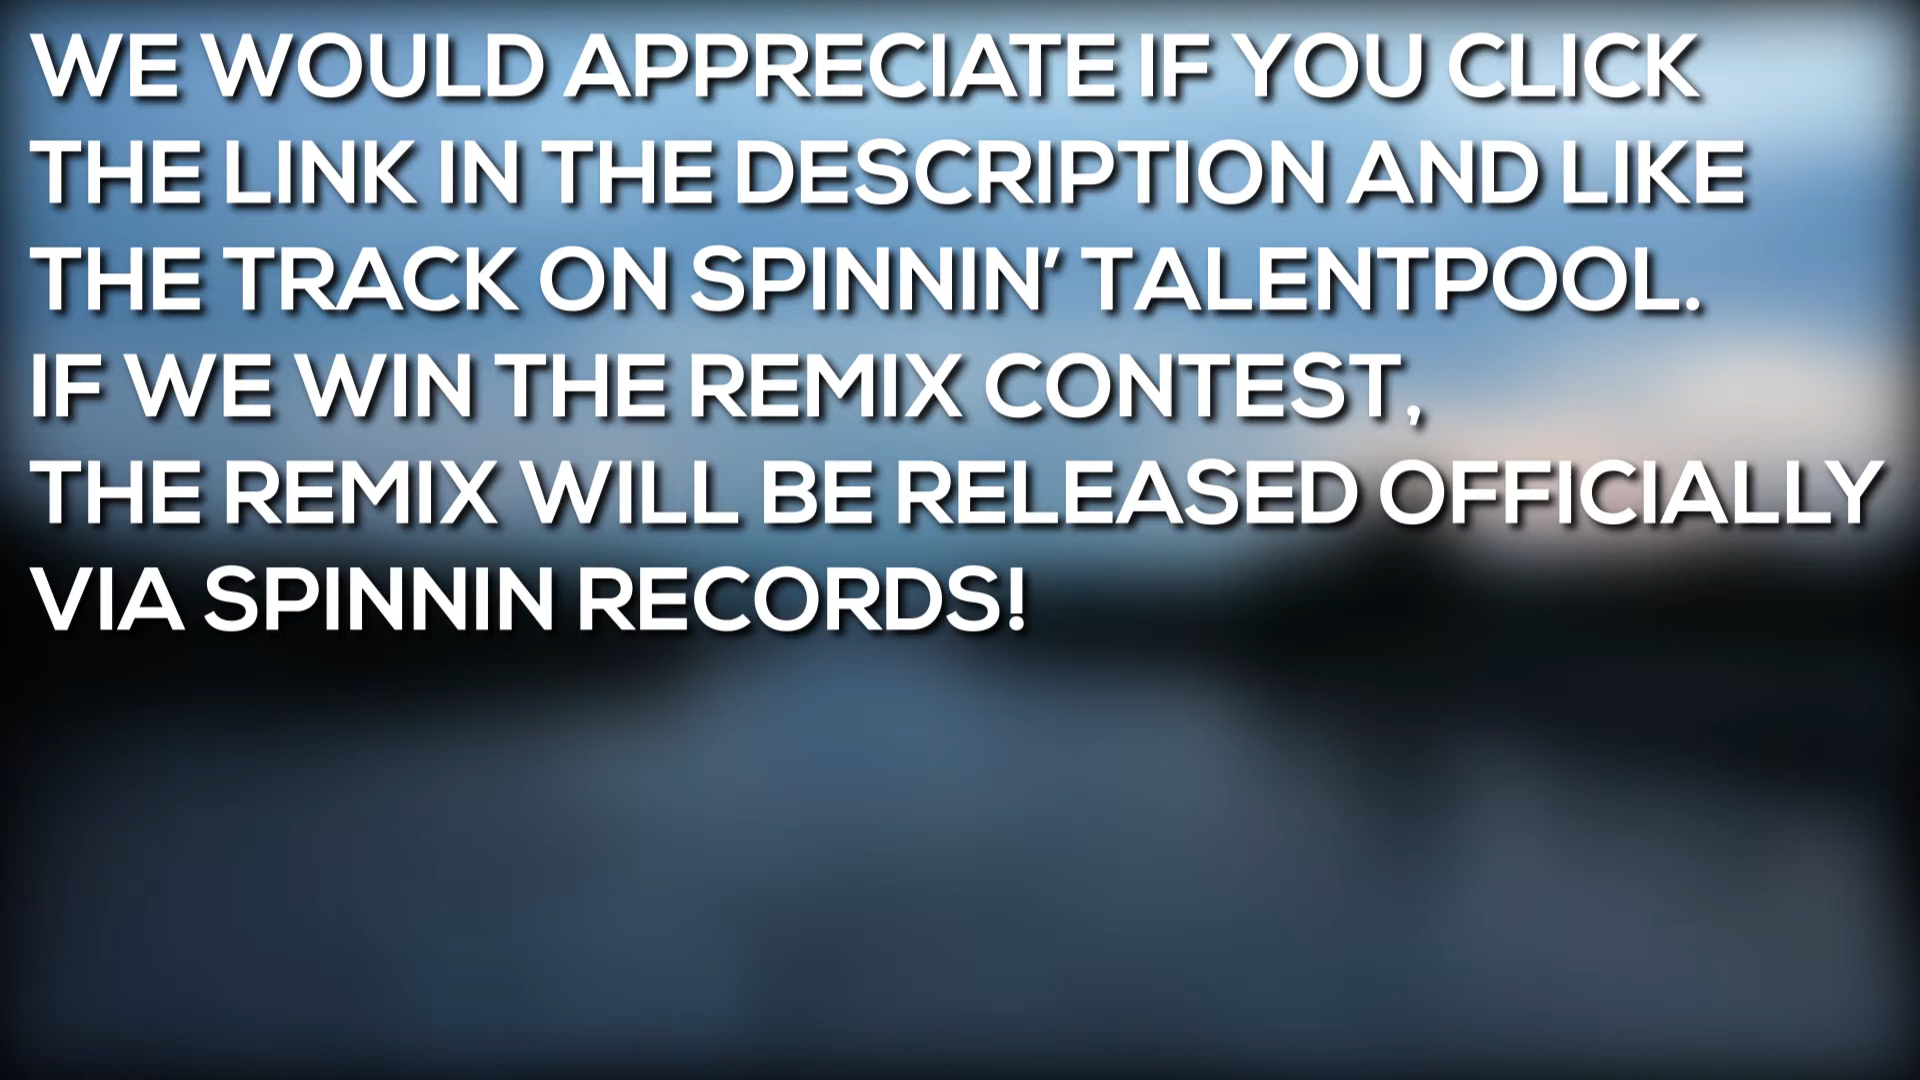 WE WOULD APPRECIATE IF YOU CLICK
THE LINK IN THE DESCRIPTION AND LIKE
THE TRACK ON SPINNIN’ TALENTPOOL.
IF WE WIN THE REMIX CONTEST,
THE REMIX WILL BE RELEASED OFFICIALLY
VIA SPINNIN RECORDS!